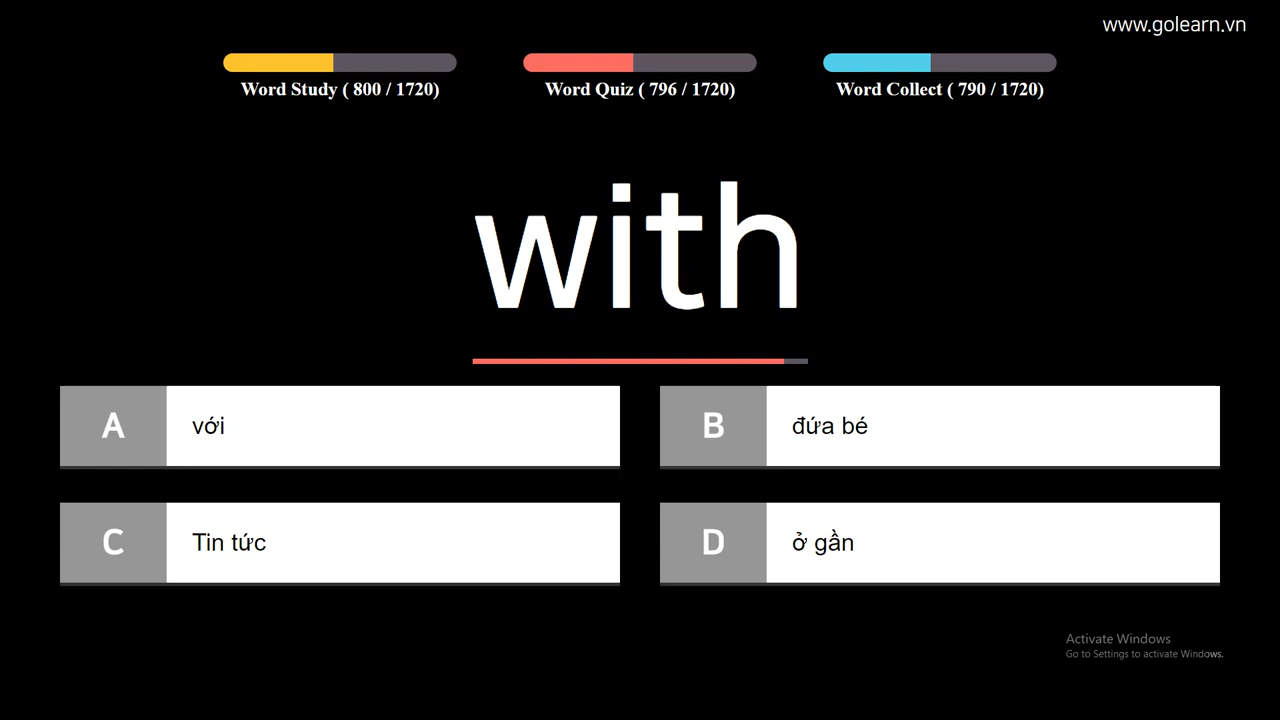 www.golearn.vn
Word Study ( 800 / 1720)
Word Quiz ( 796 / 1720)
Word Collect ( 790 / 1720)
with
A với
B đứa bé
C Tin tức
D ở gần
Activate Windows
Go to Settings to activate Windows.